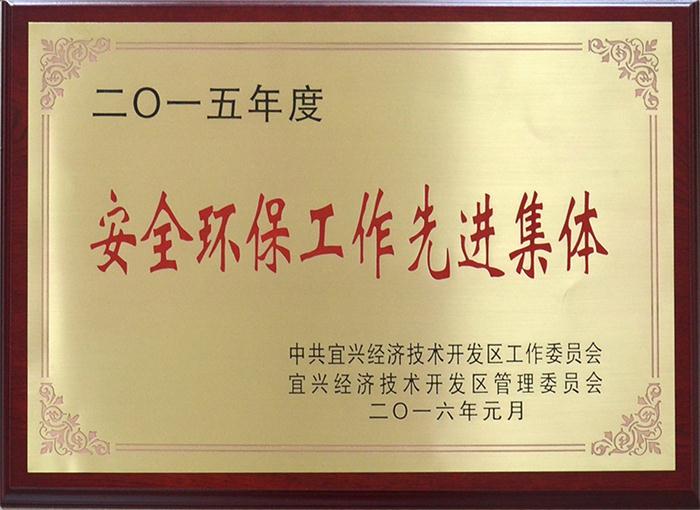 二〇一五年度
安全环保工作先进集体
中共宜兴经济技术开发区工作委员会
宜兴经济技术开发区管理委员会
二〇一六年元月